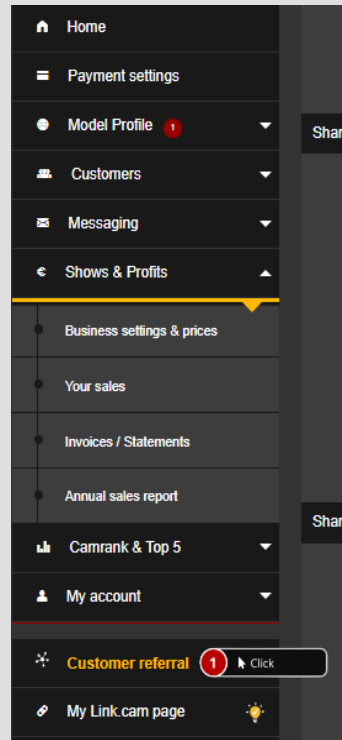 Home
Payment settings
Model Profile 1
Customers
Messaging
€ Shows & Profits
Business settings & prices
Your sales
Invoices / Statements
Annual sales report
Camrank & Top 5
My account
Customer referral 1 Click
My Link.cam page
Shar
Shar